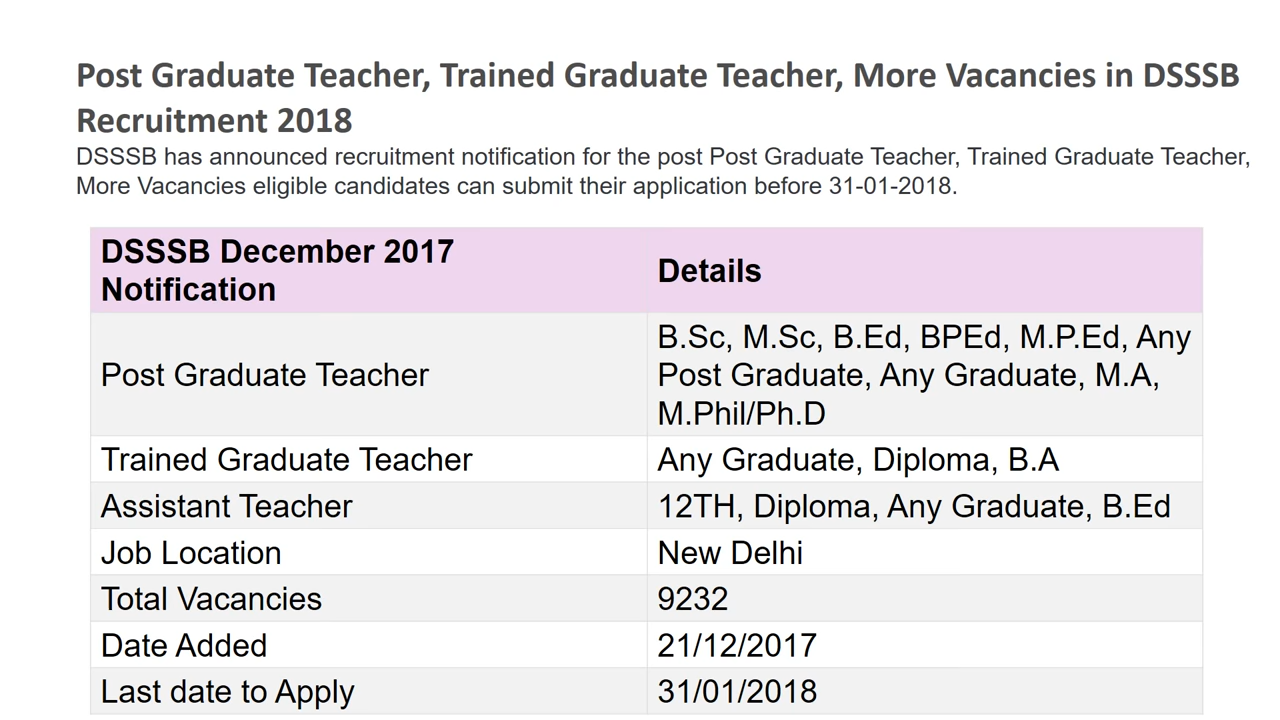 Post Graduate Teacher, Trained Graduate Teacher, More Vacancies in DSSSB
Recruitment 2018
DSSSB has announced recruitment notification for the post Post Graduate Teacher, Trained Graduate Teacher,
More Vacancies eligible candidates can submit their application before 31-01-2018.
DSSSB December 2017
Notification
Details
Post Graduate Teacher
B.Sc, M.Sc, B.Ed, BPEd, M.P.Ed, Any
Post Graduate, Any Graduate, M.A,
M.Phil/Ph.D
Trained Graduate Teacher
Any Graduate, Diploma, B.A
Assistant Teacher
12TH, Diploma, Any Graduate, B.Ed
Job Location
New Delhi
Total Vacancies
9232
Date Added
21/12/2017
Last date to Apply
31/01/2018